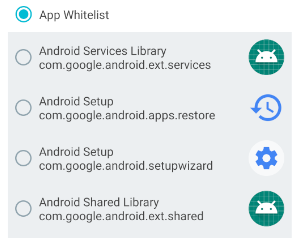 App Whitelist
Android Services Library
com.google.android.ext.services
Android Setup
com.google.android.apps.restore
Android Setup
com.google.android.setupwizard
Android Shared Library
com.google.android.ext.shared